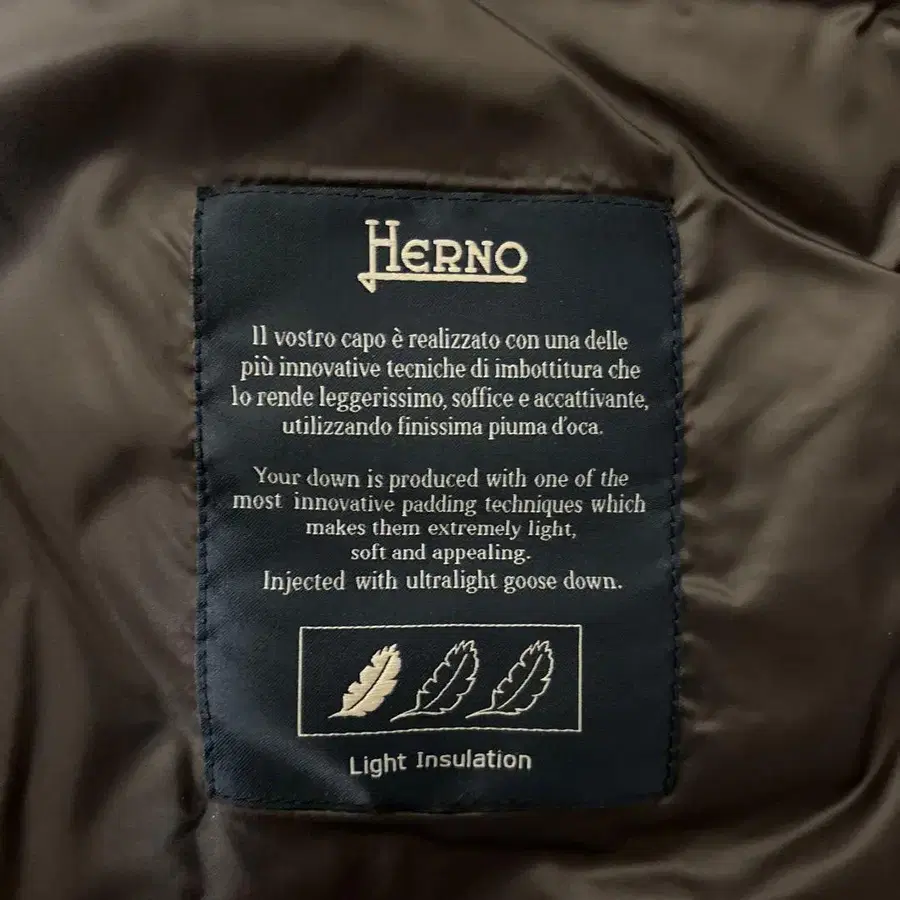 HERNO
Il vostro capo è realizzato con una delle
più innovative tecniche di imbottitura che
lo rende leggerissimo, soffice e accattivante,
utilizzando finissima piuma d'oca.
Your down is produced with one of the
most innovative padding techniques which
makes them extremely light,
soft and appealing.
Injected with ultralight goose down.
Light Insulation